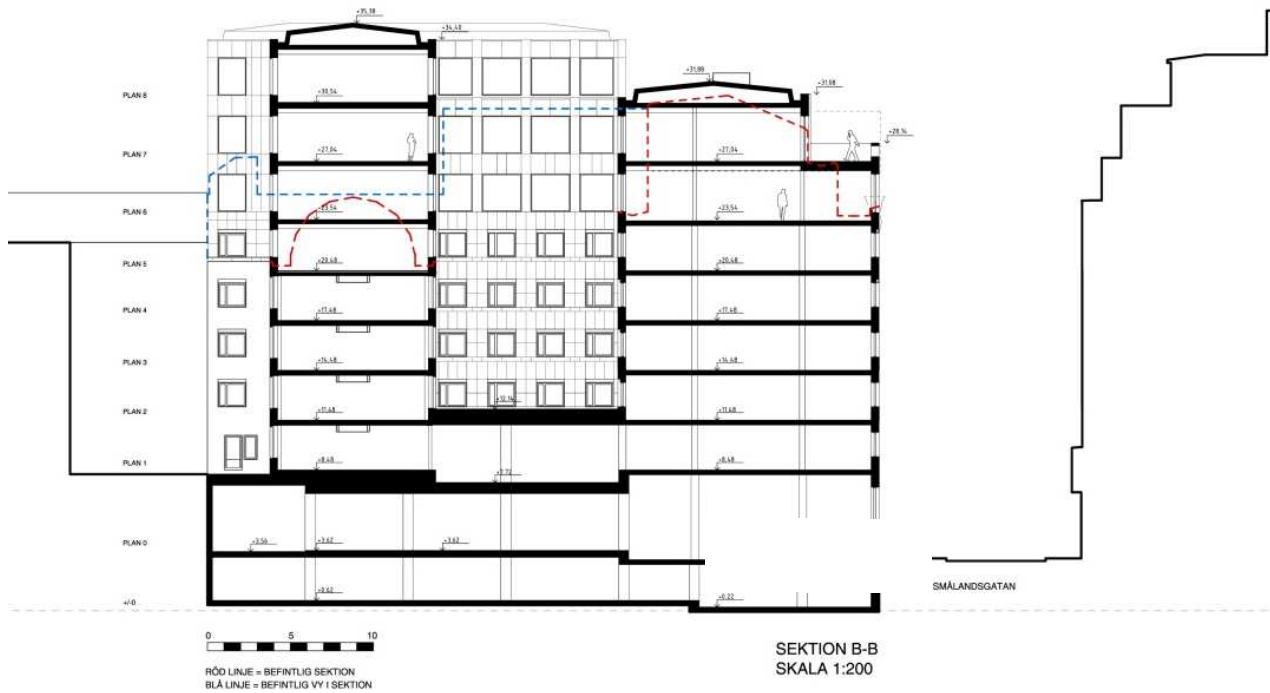 +35,38
+34,40
+31,88
+31,08
PLAN 8
+30,54
+28,14
PLAN 7
+27,04
+27,04
PLAN 6
+23,54
+23,54
PLAN 5
+20,48
+20,48
PLAN 4
+17,48
+17,48
PLAN 3
+14,48
+14,48
+12,14
PLAN 2
+11,48
+11,48
PLAN 1
+8,48
+8,48
+7,72
PLAN 0
+3,56
+3,62
+3,62
SMÅLANDSGATAN
+/-0
+0,62
+0,22
0 5 10
SEKTION B-B
SKALA 1:200
RÖD LINJE = BEFINTLIG SEKTION
BLÅ LINJE = BEFINTLIG VY I SEKTION